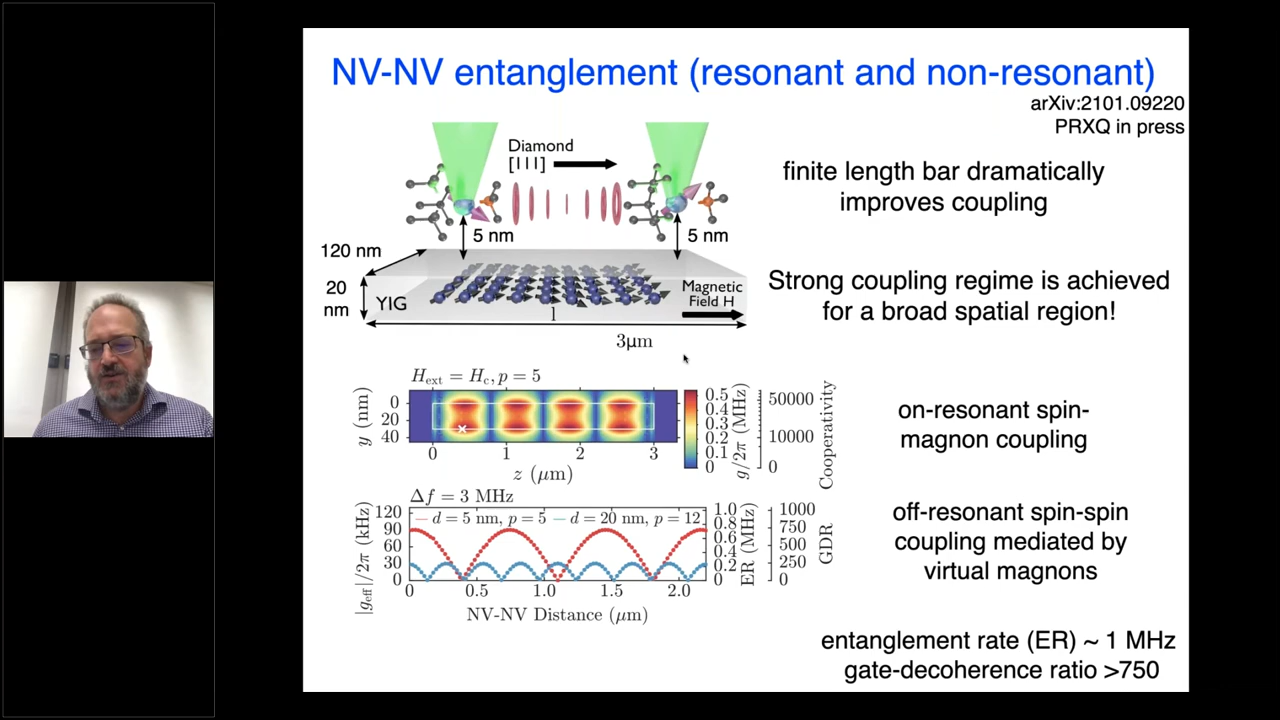 NV-NV entanglement (resonant and non-resonant)
arXiv:2101.09220
PRXQ in press
Diamond
[111]
5 nm
5 nm
120 nm
20
nm
YIG
Magnetic
Field H
l
3μm
finite length bar dramatically
improves coupling
Strong coupling regime is achieved
for a broad spatial region!
H_ext = H_c, p = 5
y (nm)
0
20
40
0 1 2 3
z (μm)
0.5
0.4
0.3
0.2
0.1
0
g/2π (MHz)
50000
10000
0
Cooperativity
on-resonant spin-
magnon coupling
Δf = 3 MHz
|g_eff|/2π (kHz)
120
90
60
30
0
d = 5 nm, p = 5 d = 20 nm, p = 12
0 0.5 1.0 1.5 2.0
NV-NV Distance (μm)
1.0
0.8
0.6
0.4
0.2
0
ER (MHz)
1000
750
500
250
0
GDR
off-resonant spin-spin
coupling mediated by
virtual magnons
entanglement rate (ER) ~ 1 MHz
gate-decoherence ratio >750